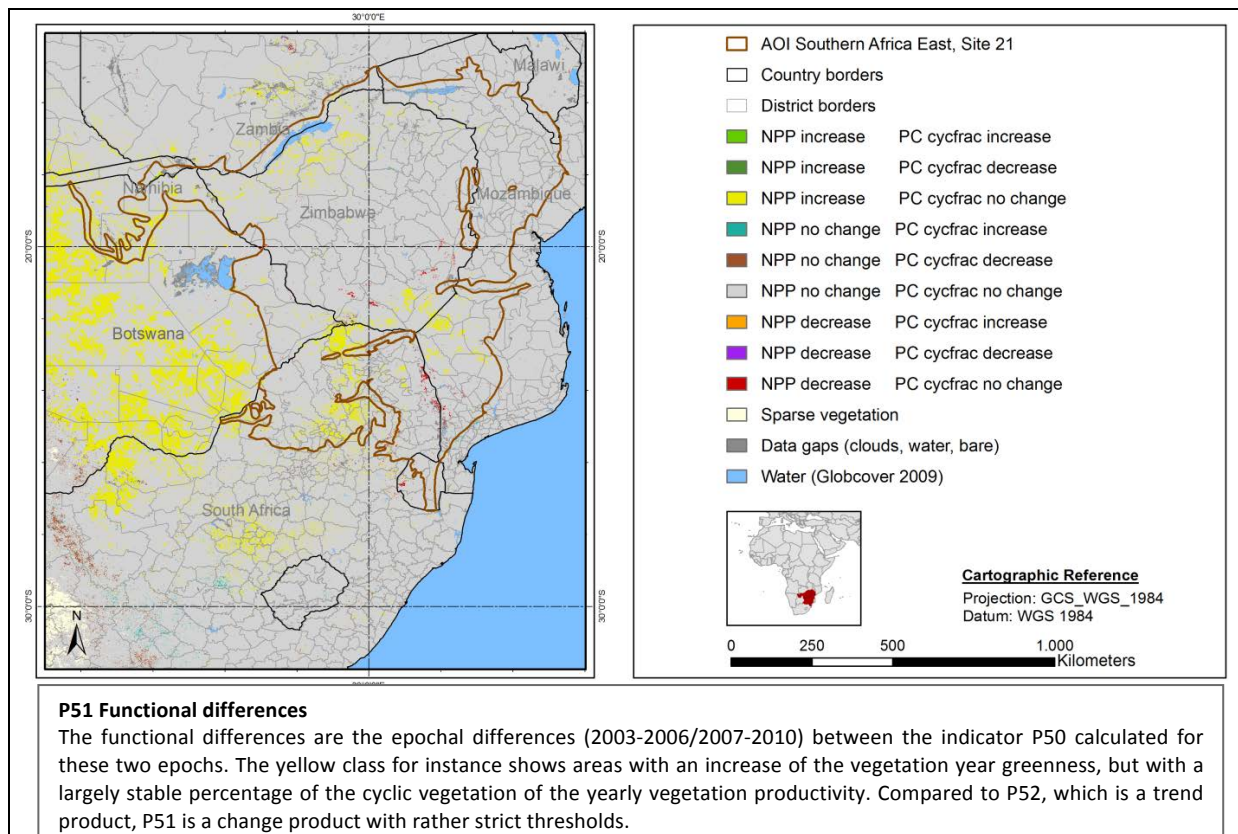 30°0'0"E
Malawi
Zambia
Namibia
Mozambique
Zimbabwe
20°0'0"S
20°0'0"S
Botswana
South Africa
30°0'0"S
30°0'0"S
N
AOI Southern Africa East, Site 21
Country borders
District borders
NPP increase PC cycfrac increase
NPP increase PC cycfrac decrease
NPP increase PC cycfrac no change
NPP no change PC cycfrac increase
NPP no change PC cycfrac decrease
NPP no change PC cycfrac no change
NPP decrease PC cycfrac increase
NPP decrease PC cycfrac decrease
NPP decrease PC cycfrac no change
Sparse vegetation
Data gaps (clouds, water, bare)
Water (Globcover 2009)
Cartographic Reference
Projection: GCS_WGS_1984
Datum: WGS 1984
0 250 500 1.000
Kilometers
P51 Functional differences
The functional differences are the epochal differences (2003-2006/2007-2010) between the indicator P50 calculated for
these two epochs. The yellow class for instance shows areas with an increase of the vegetation year greenness, but with a
largely stable percentage of the cyclic vegetation of the yearly vegetation productivity. Compared to P52, which is a trend
product, P51 is a change product with rather strict thresholds.